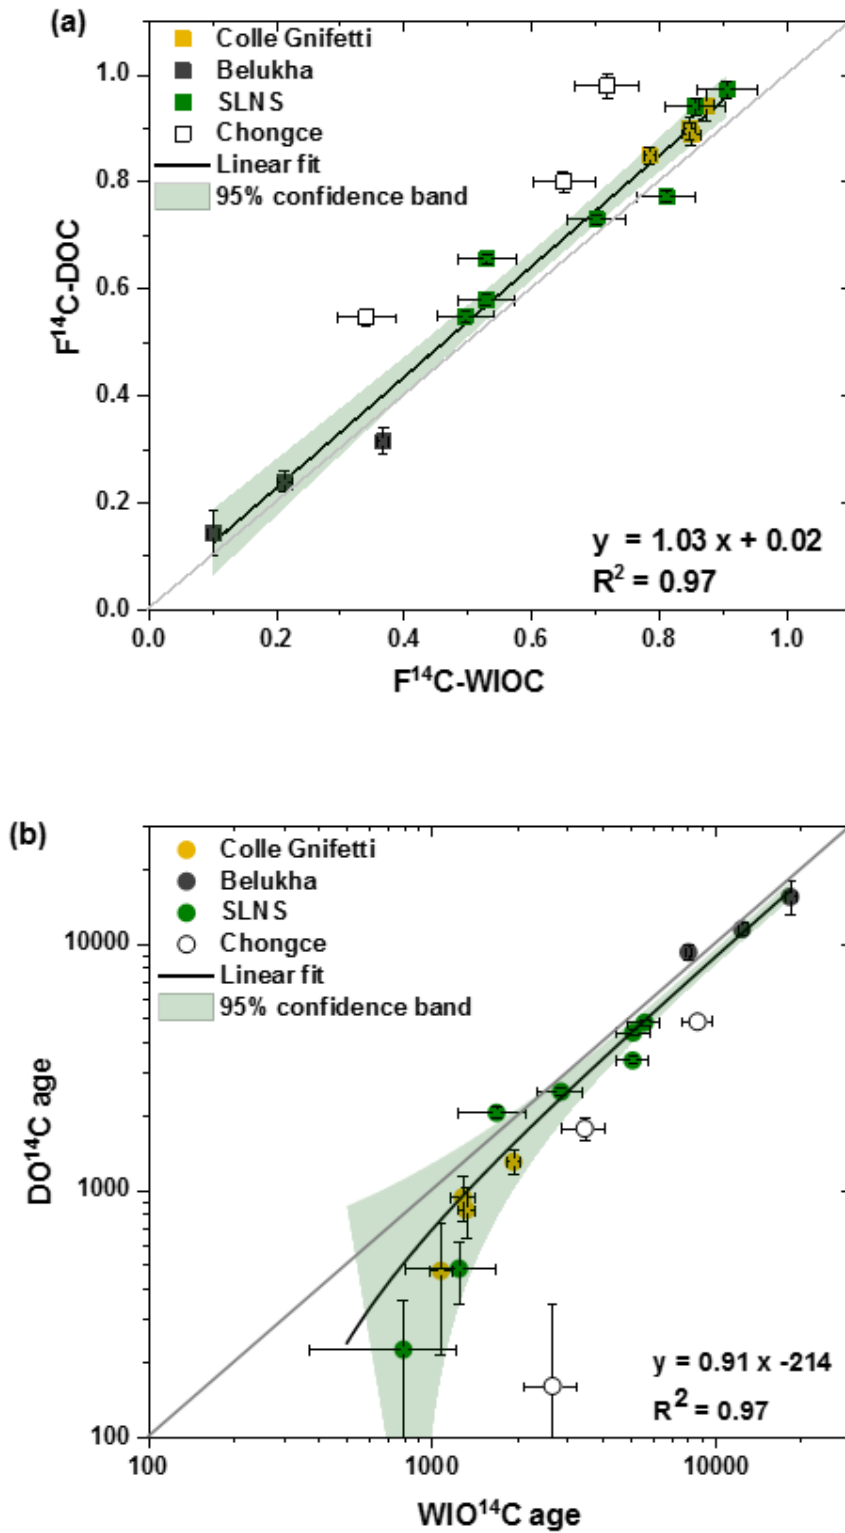 (a)
Colle Gnifetti
Belukha
SLNS
Chongce
Linear fit
95% confidence band
1.0
0.8
0.6
0.4
0.2
0.0
F¹⁴C-DOC
y = 1.03 x + 0.02
R² = 0.97
0.0 0.2 0.4 0.6 0.8 1.0
F¹⁴C-WIOC
(b)
Colle Gnifetti
Belukha
SLNS
Chongce
Linear fit
95% confidence band
10000
1000
100
DO¹⁴C age
y = 0.91 x -214
R² = 0.97
100 1000 10000
WIO¹⁴C age